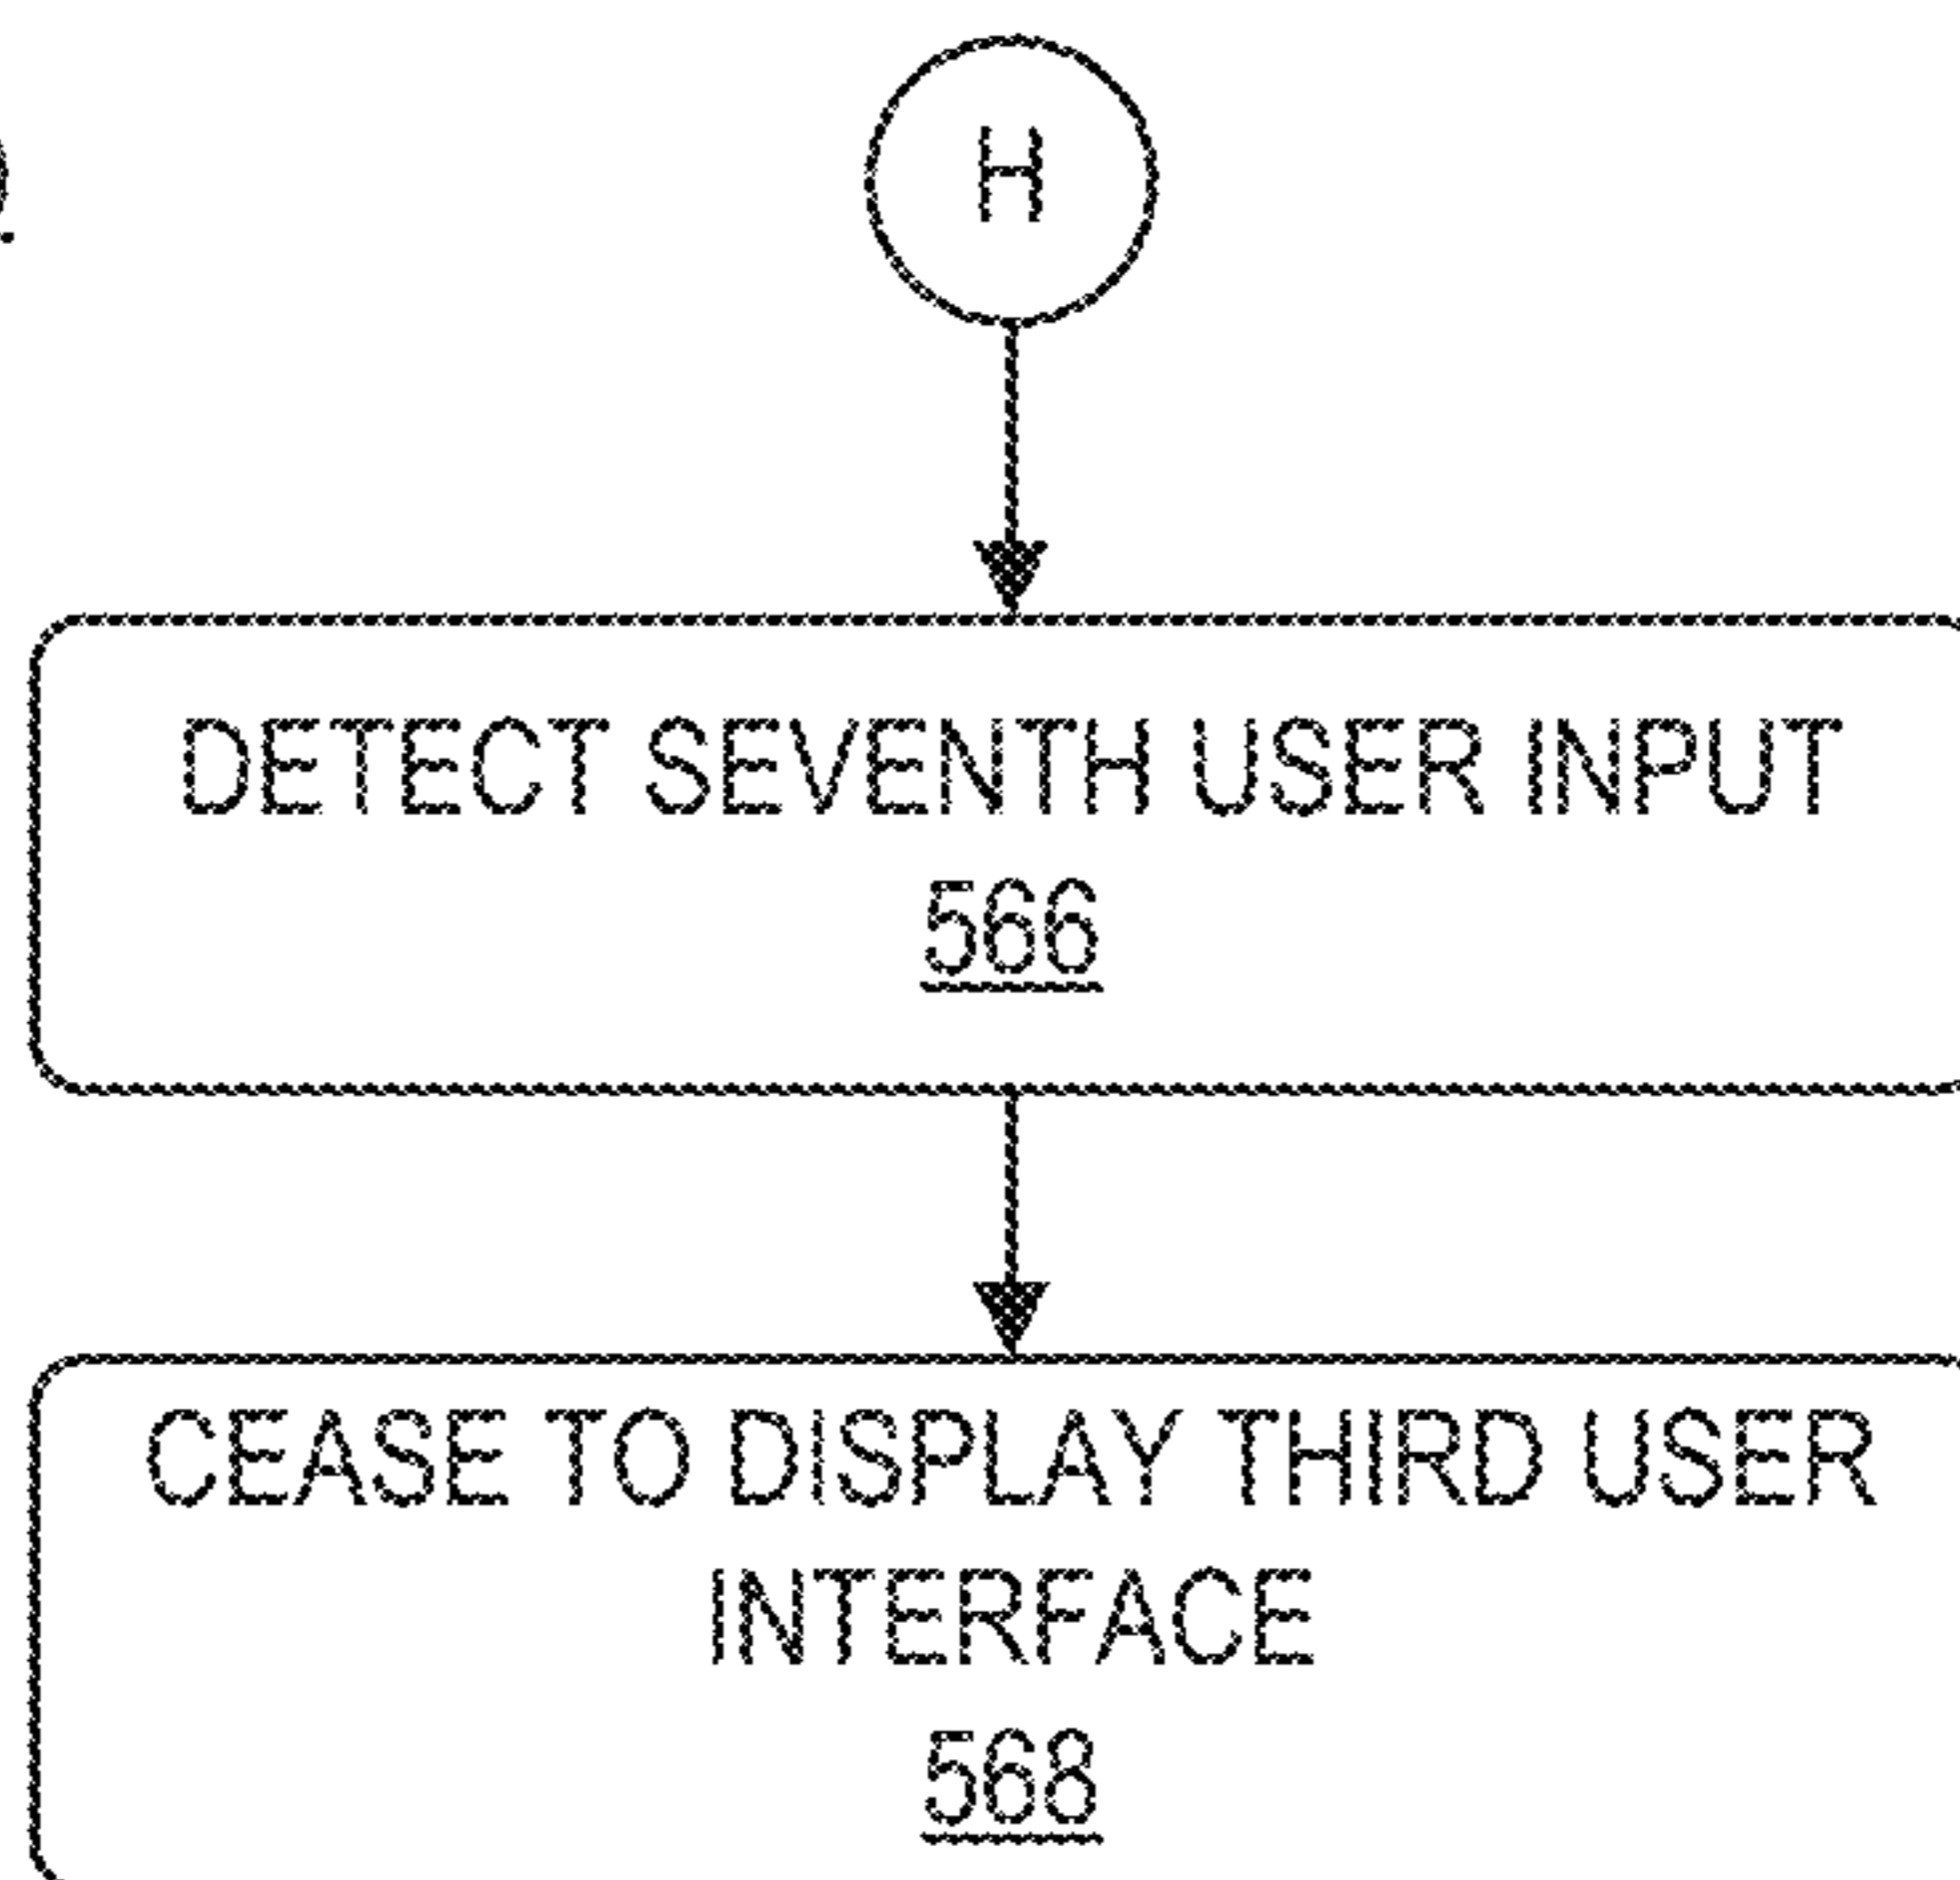 H
DETECT SEVENTH USER INPUT
566
CEASE TO DISPLAY THIRD USER
INTERFACE
568